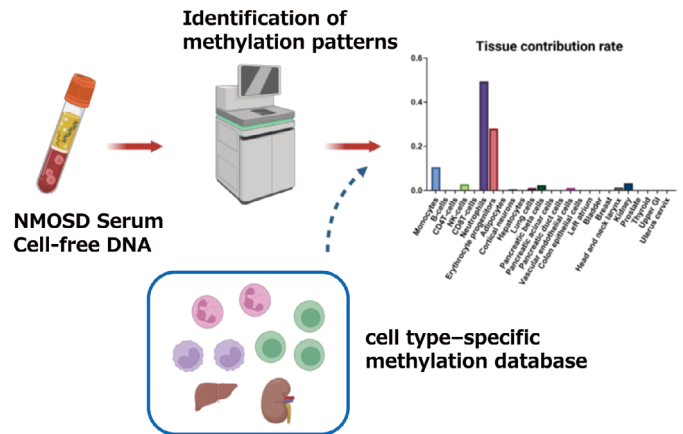 Identification of
methylation patterns
Tissue contribution rate
0.6
0.4
0.2
0.0
NMOSD Serum
Cell-free DNA
Monocytes
B-cells
CD4T-cells
NK-cells
CD8T-cells
Neutrophils
Erythrocyte progenitors
Adipocytes
Cortical neurons
Hepatocytes
Lung cells
Pancreatic beta cells
Pancreatic acinar cells
Pancreatic duct cells
Vascular endothelial cells
Colon epithelial cells
Left atrium
Bladder
Breast
Head and neck larynx
Kidney
Prostate
Thyroid
Upper GI
Uterus cervix
cell type–specific
methylation database